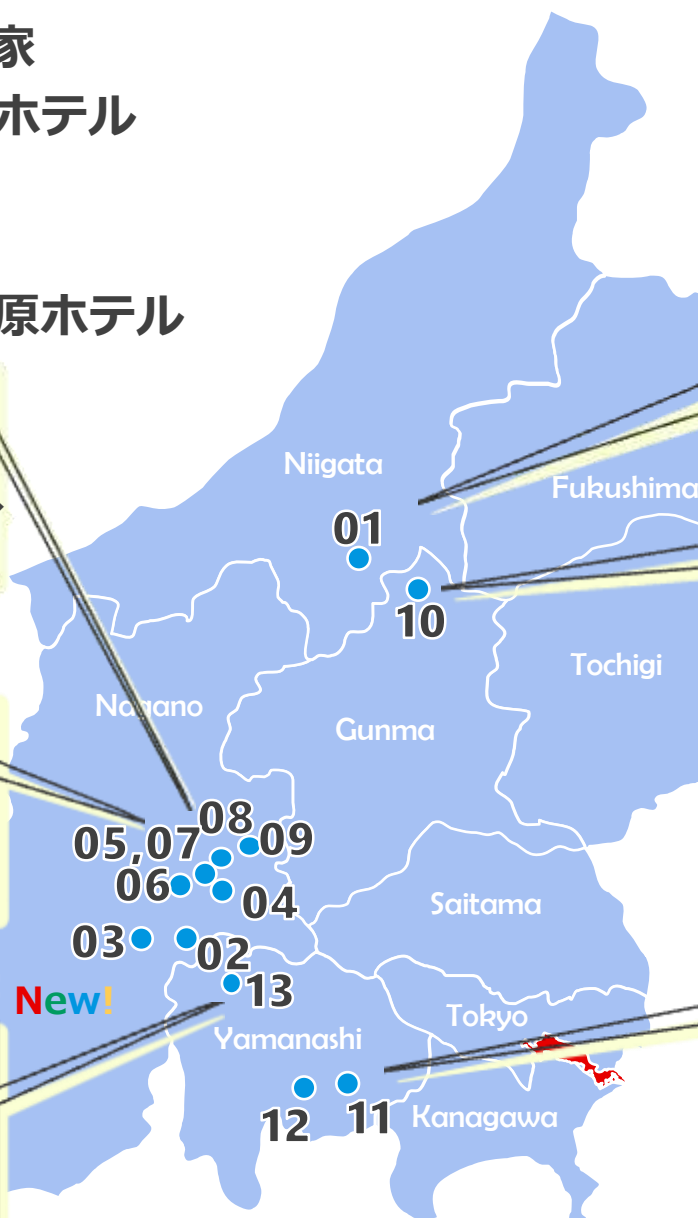 家
ホテル
原ホテル
Niigata
Fukushima
01
10
Tochigi
Nagano
Gunma
08
05,07
09
06
04
Saitama
03
02
New!
13
Tokyo
Yamanashi
12
11
Kanagawa